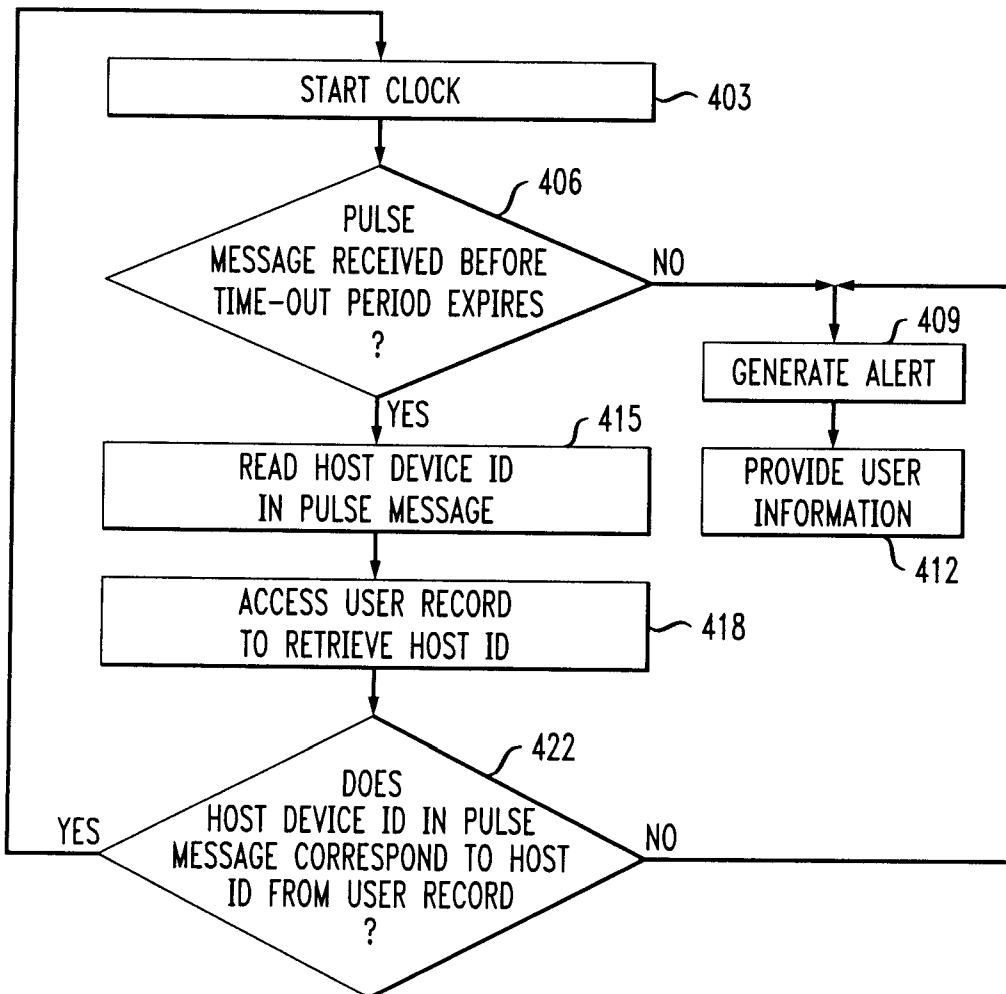 START CLOCK
403
406
PULSE
MESSAGE RECEIVED BEFORE
TIME-OUT PERIOD EXPIRES
?
NO
YES
409
GENERATE ALERT
PROVIDE USER
INFORMATION
412
415
READ HOST DEVICE ID
IN PULSE MESSAGE
ACCESS USER RECORD
TO RETRIEVE HOST ID
418
422
DOES
HOST DEVICE ID IN PULSE
MESSAGE CORRESPOND TO HOST
ID FROM USER RECORD
?
YES
NO